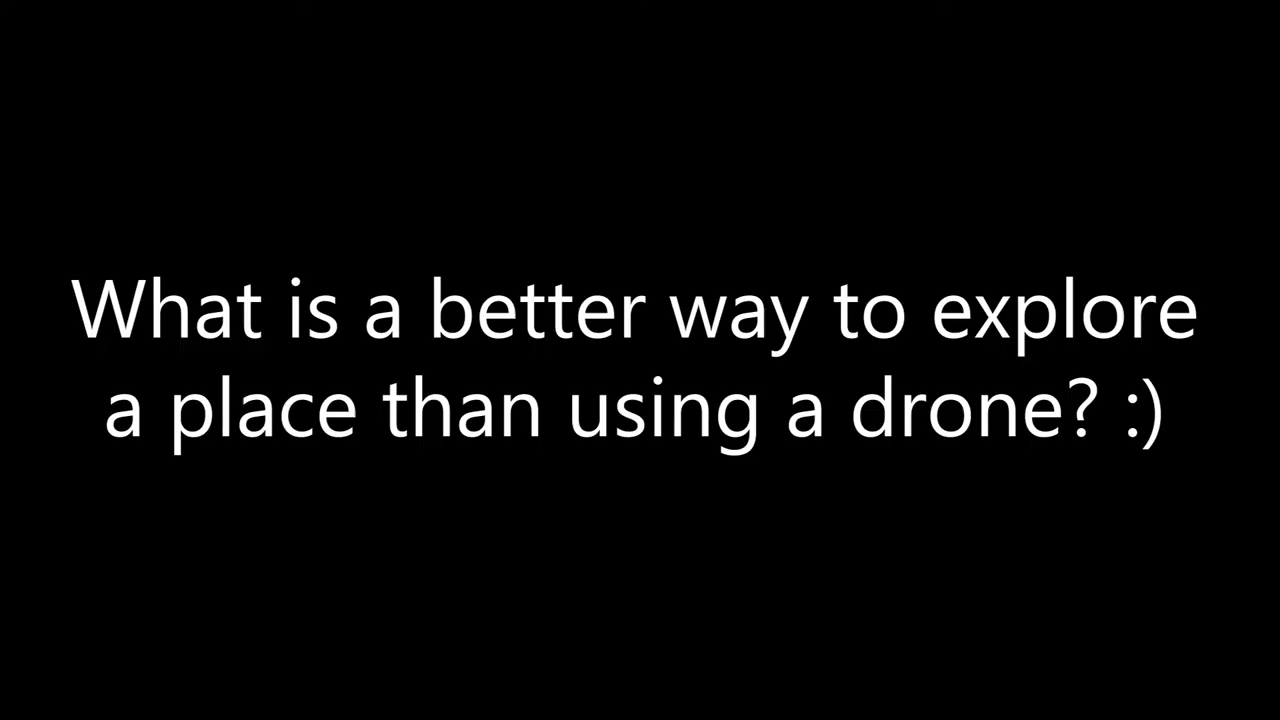 What is a better way to explore
a place than using a drone? :)